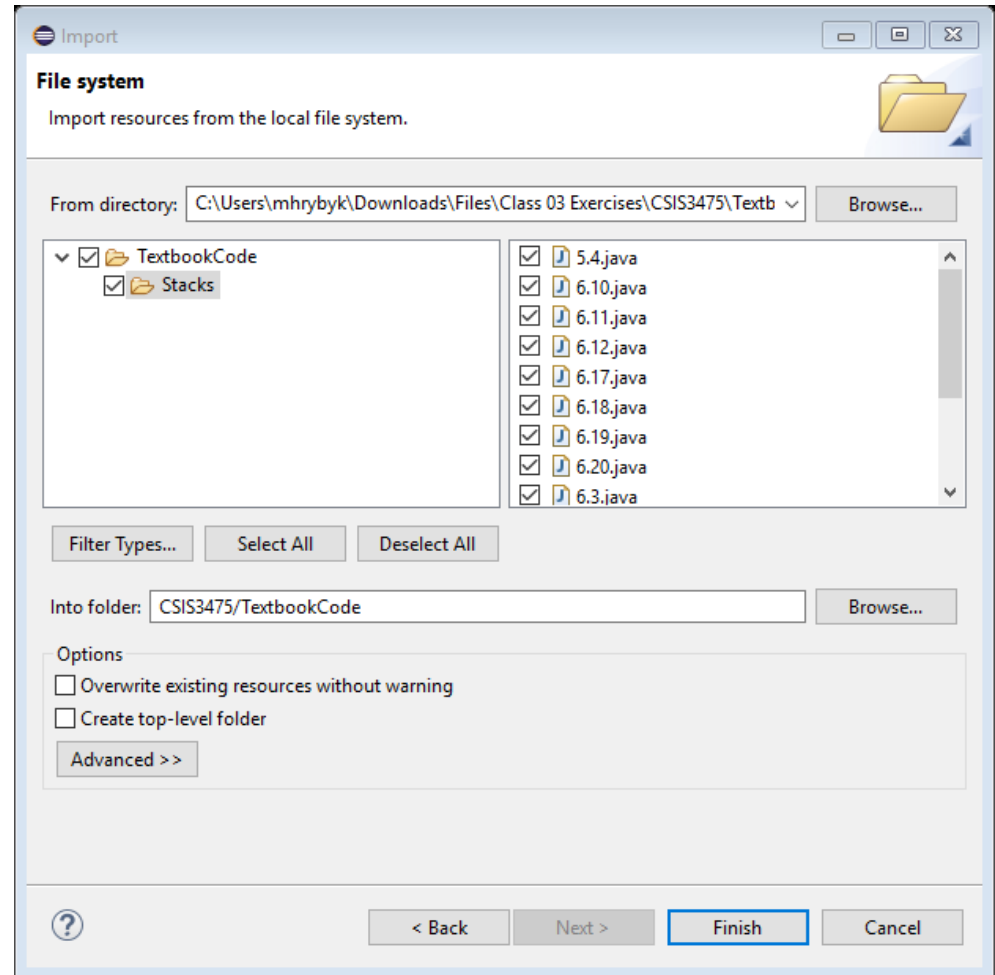 Import
File system
Import resources from the local file system.
From directory: C:\Users\mhrybyk\Downloads\Files\Class 03 Exercises\CSIS3475\Textb Browse...
TextbookCode
Stacks
5.4.java
6.10.java
6.11.java
6.12.java
6.17.java
6.18.java
6.19.java
6.20.java
6.3.java
Filter Types... Select All Deselect All
Into folder: CSIS3475/TextbookCode Browse...
Options
Overwrite existing resources without warning
Create top-level folder
Advanced >>
? < Back Next > Finish Cancel